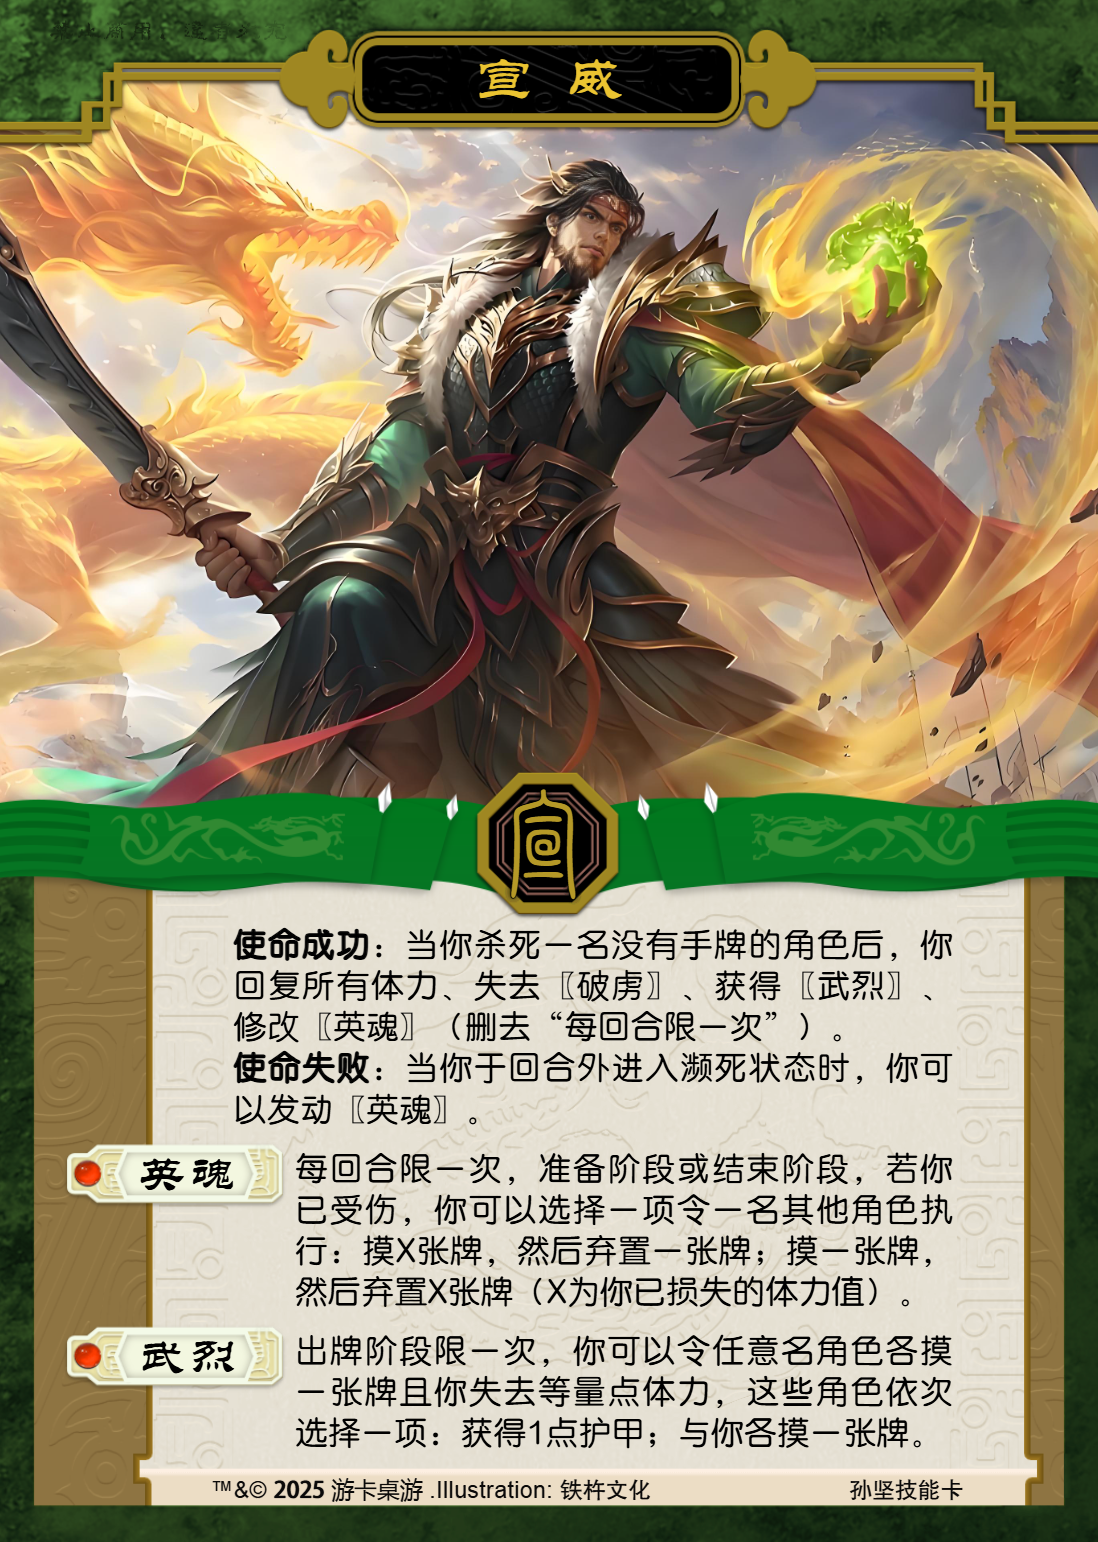 宣威
宣
使命成功：当你杀死一名没有手牌的角色后，你
回复所有体力、失去〖破虏〗、获得〖武烈〗、
修改〖英魂〗（删去“每回合限一次”）。
使命失败：当你于回合外进入濒死状态时，你可
以发动〖英魂〗。
英魂
每回合限一次，准备阶段或结束阶段，若你
已受伤，你可以选择一项令一名其他角色执
行：摸X张牌，然后弃置一张牌；摸一张牌，
然后弃置X张牌（X为你已损失的体力值）。
武烈
出牌阶段限一次，你可以令任意名角色各摸
一张牌且你失去等量点体力，这些角色依次
选择一项：获得1点护甲；与你各摸一张牌。
™&© 2025 游卡桌游 .Illustration: 铁杵文化
孙坚技能卡